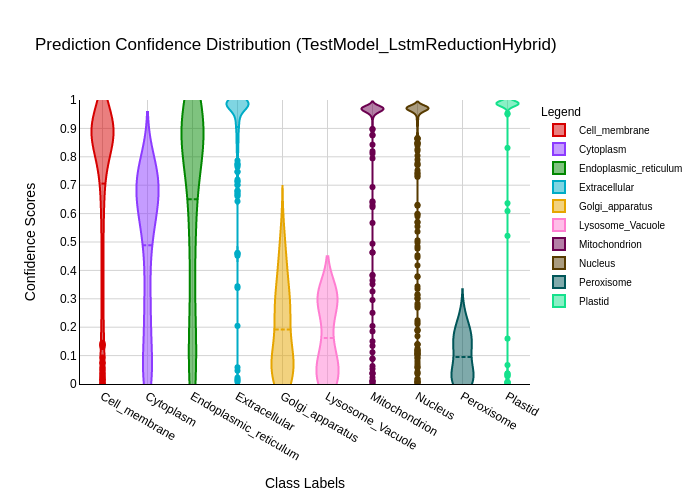 Prediction Confidence Distribution (TestModel_LstmReductionHybrid)
Confidence Scores
1
0.9
0.8
0.7
0.6
0.5
0.4
0.3
0.2
0.1
0
Cell_membrane
Cytoplasm
Endoplasmic_reticulum
Extracellular
Golgi_apparatus
Lysosome_Vacuole
Mitochondrion
Nucleus
Peroxisome
Plastid
Class Labels
Legend
Cell_membrane
Cytoplasm
Endoplasmic_reticulum
Extracellular
Golgi_apparatus
Lysosome_Vacuole
Mitochondrion
Nucleus
Peroxisome
Plastid